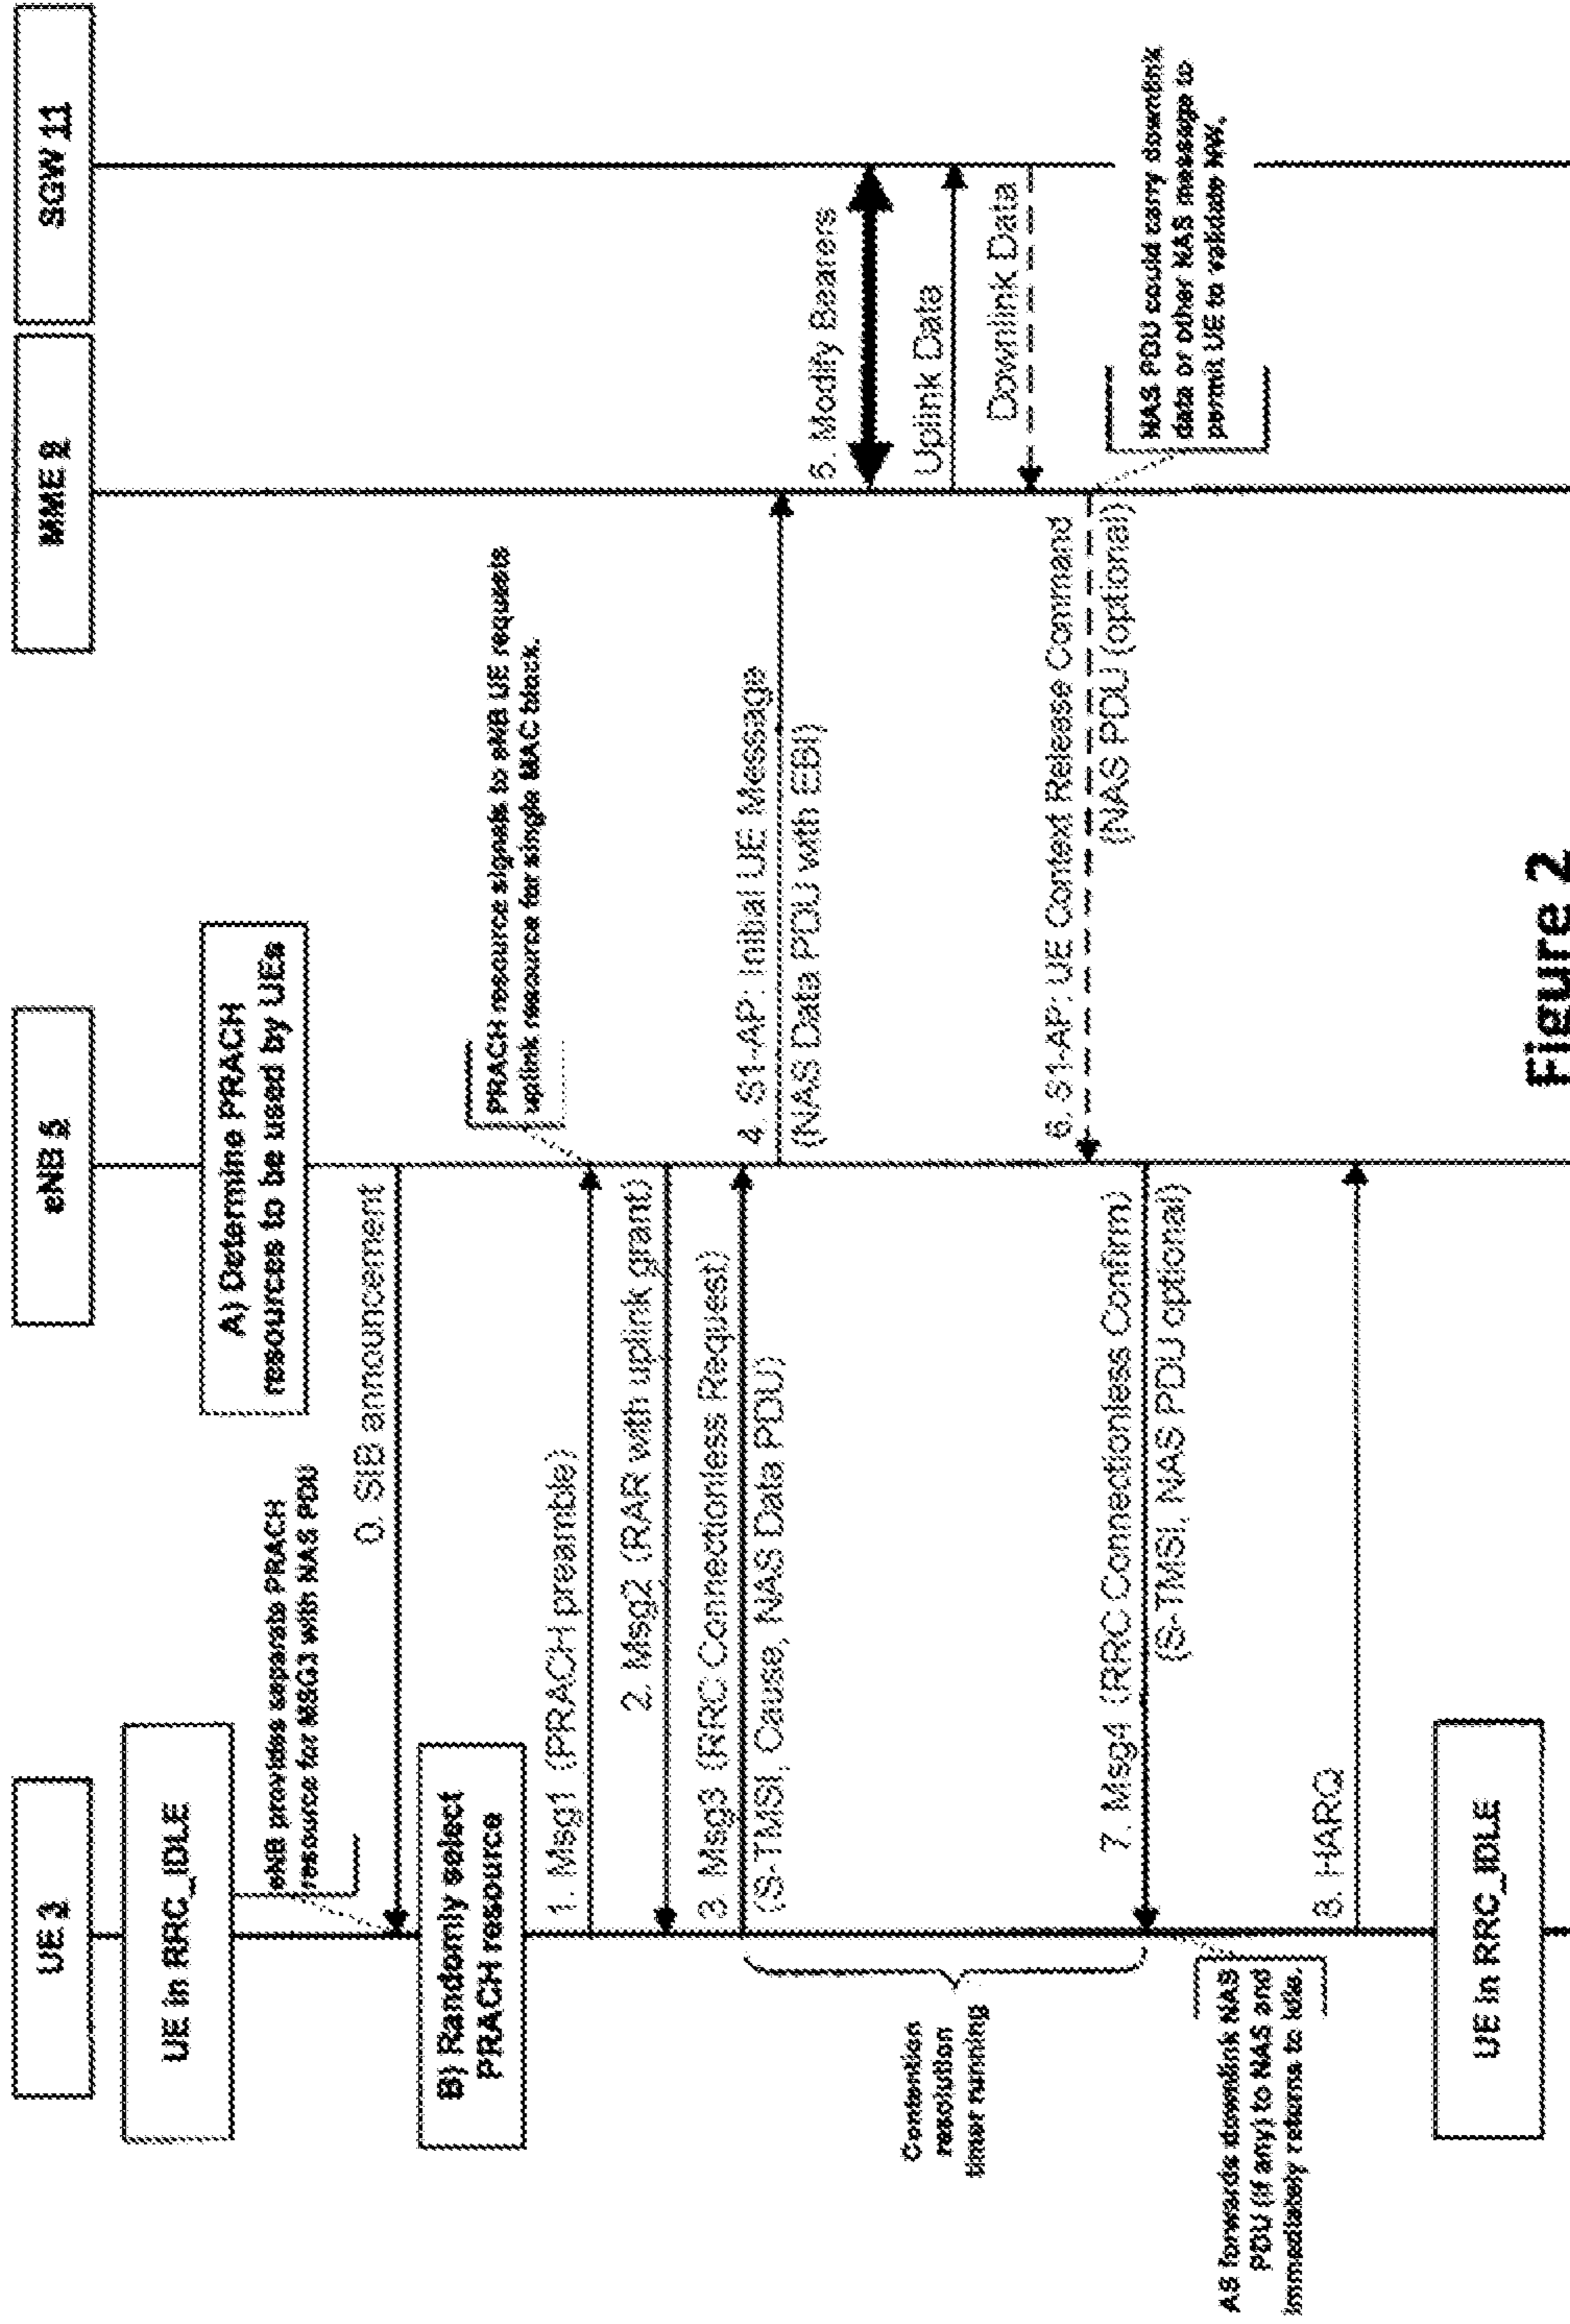 UE 3
eNB 5
MME 9
SGW 11
UE in RRC_IDLE
A) Determine PRACH
resources to be used by UEs
eNB provides separate PRACH
resource for MSG3 with NAS PDU
0. SIB announcement
B) Randomly select
PRACH resource
PRACH resource signals to eNB UE requests
uplink resource for single MAC block.
1. Msg1 (PRACH preamble)
2. Msg2 (RAR with uplink grant)
3. Msg3 (RRC Connectionless Request)
(S-TMSI, Cause, NAS Data PDU)
4. S1-AP: Initial UE Message
(NAS Data PDU with EBI)
5. Modify Bearers
Uplink Data
Downlink Data
Contention
resolution
timer running
6. S1-AP: UE Context Release Command
(NAS PDU (optional)
NAS PDU could carry downlink
data or other NAS message to
permit UE to validate NW.
7. Msg4 (RRC Connectionless Confirm)
(S-TMSI, NAS PDU optional)
AS forwards downlink NAS
PDU (if any) to NAS and
immediately returns to Idle.
8. HARQ
UE in RRC_IDLE
Figure 2